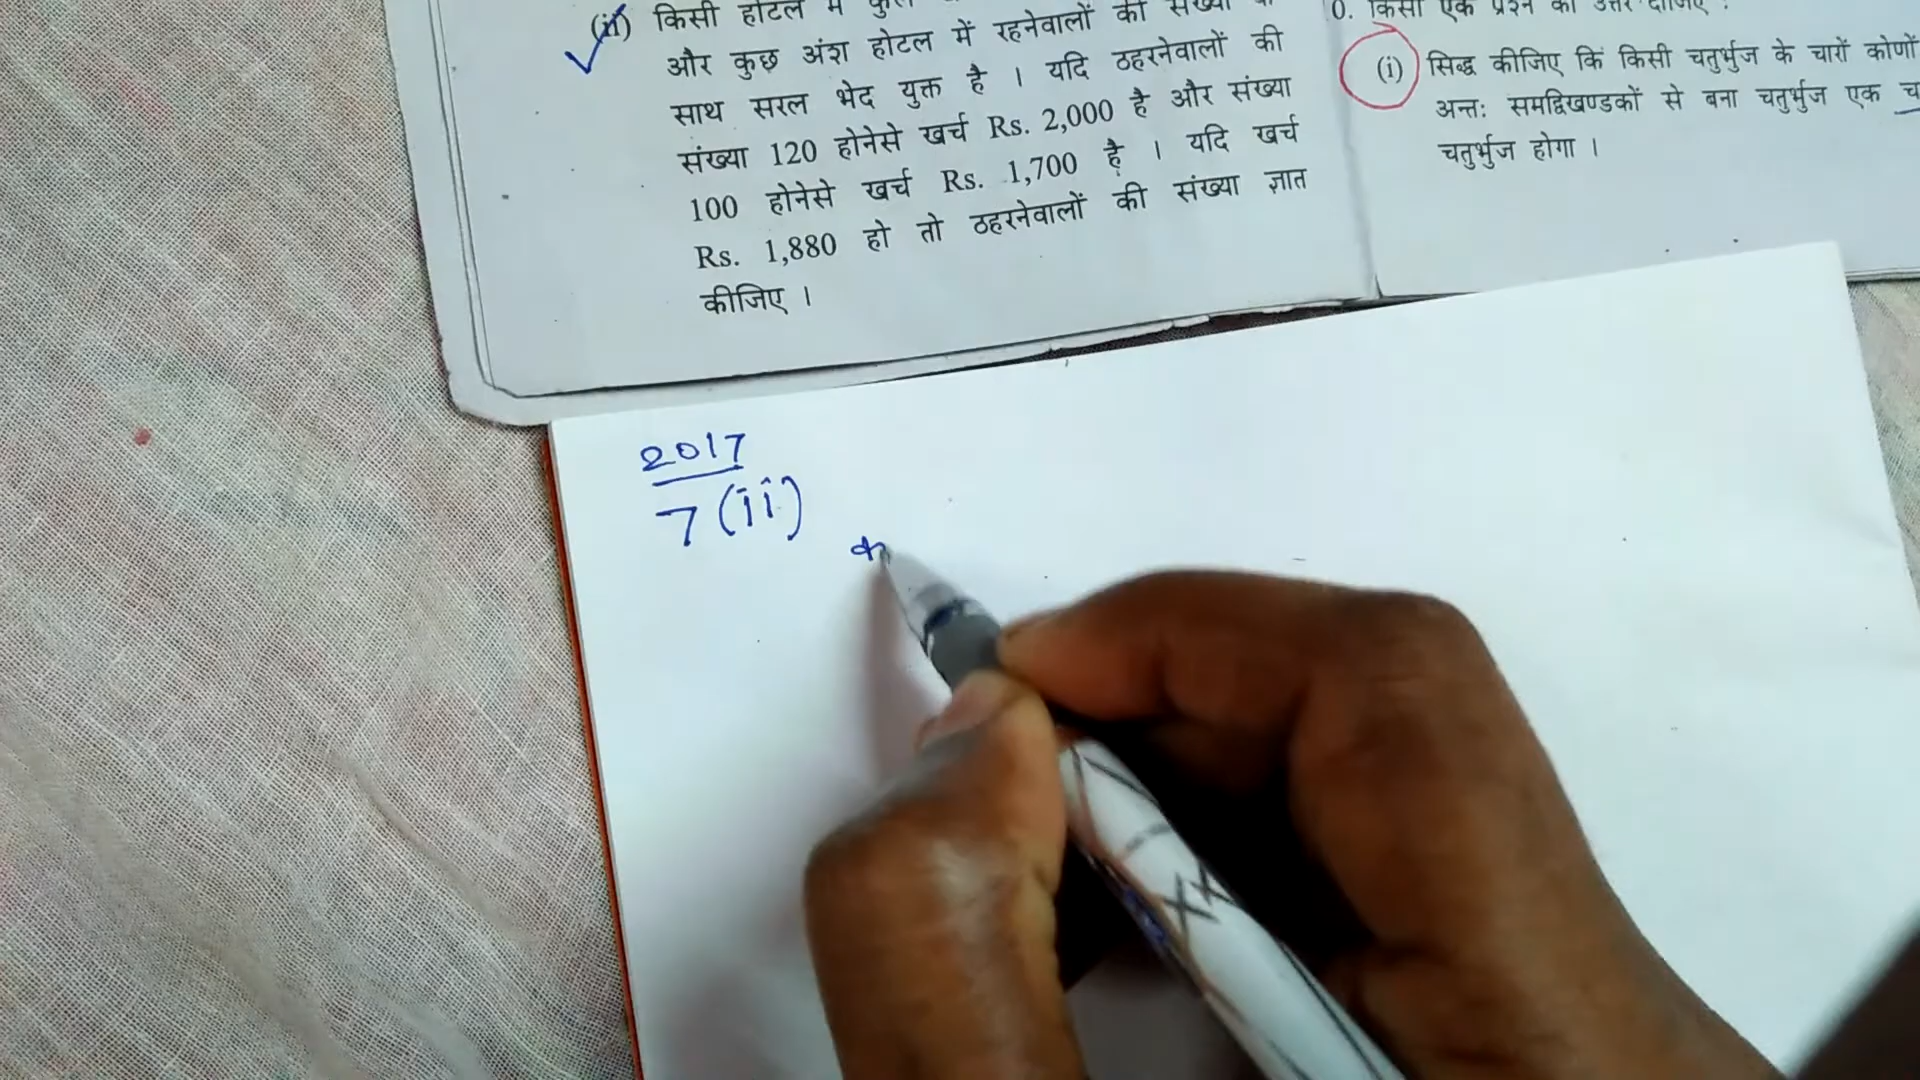 (ii) किसी होटल में कुल
और कुछ अंश होटल में रहनेवालों की संख्या
साथ सरल भेद युक्त है । यदि ठहरनेवालों की
संख्या 120 होनेसे खर्च Rs. 2,000 है और संख्या
100 होनेसे खर्च Rs. 1,700 है । यदि खर्च
Rs. 1,880 हो तो ठहरनेवालों की संख्या ज्ञात
कीजिए ।
0. किसी एक प्रश्न का उत्तर दीजिए :
(i) सिद्ध कीजिए कि किसी चतुर्भुज के चारों कोणों
अन्तः समद्विखण्डकों से बना चतुर्भुज एक
चतुर्भुज होगा ।
2017
7 (ii)